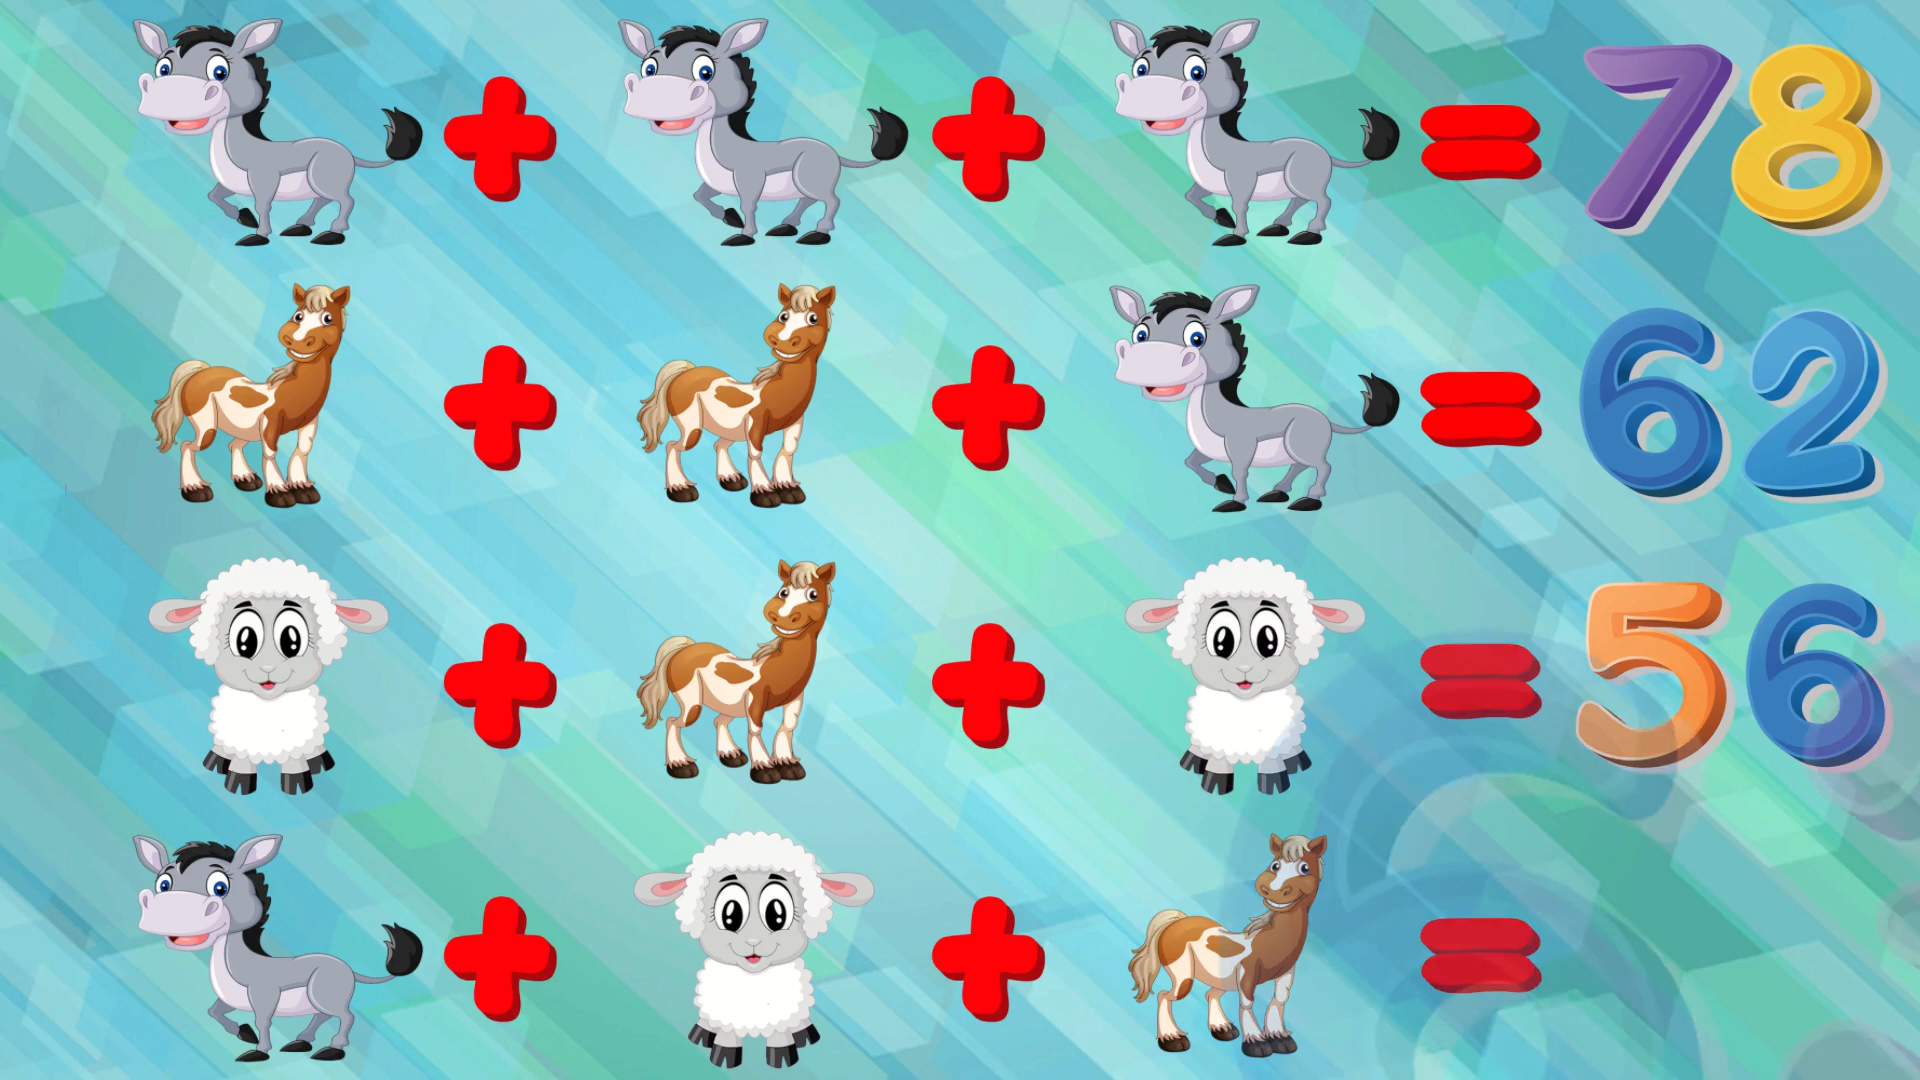 + + = 78
+ + = 62
+ + = 56
+ + =